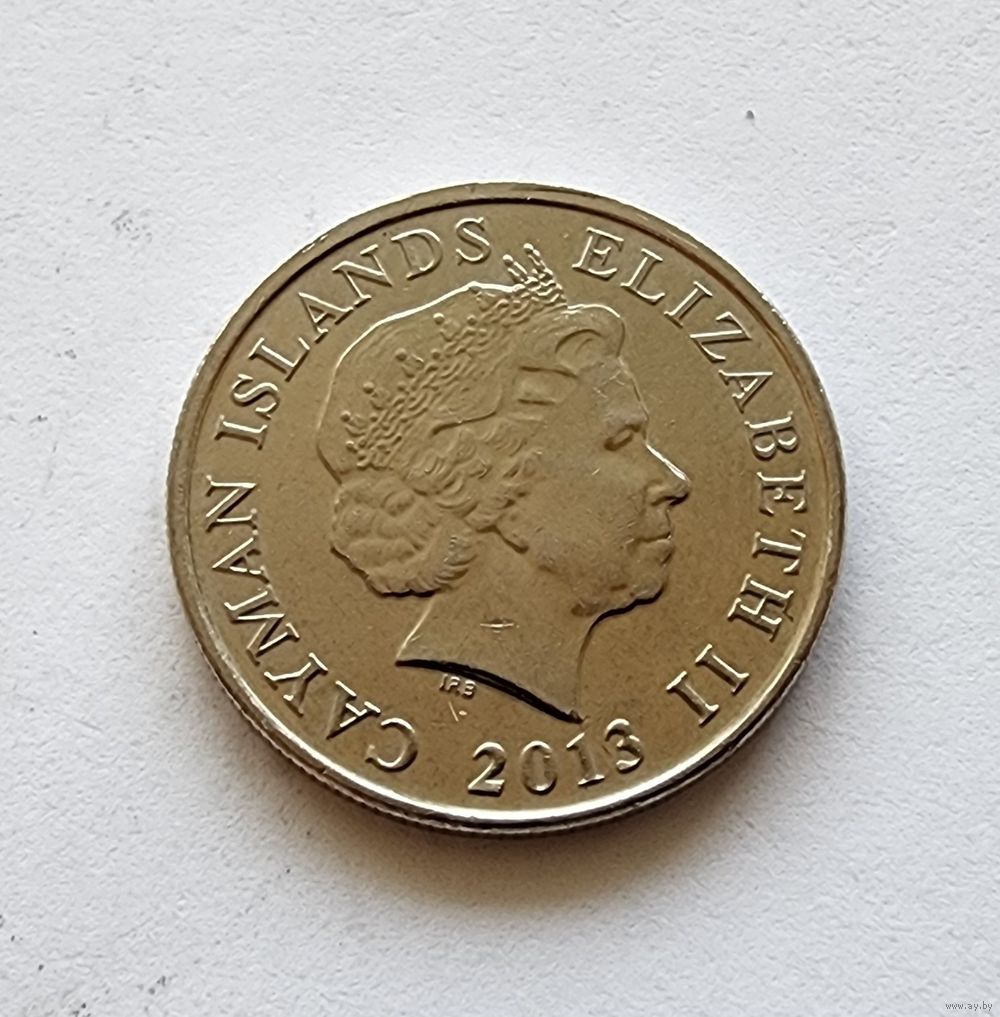 CAYMAN ISLANDS ELIZABETH II
2013
IRB
www.ay.by